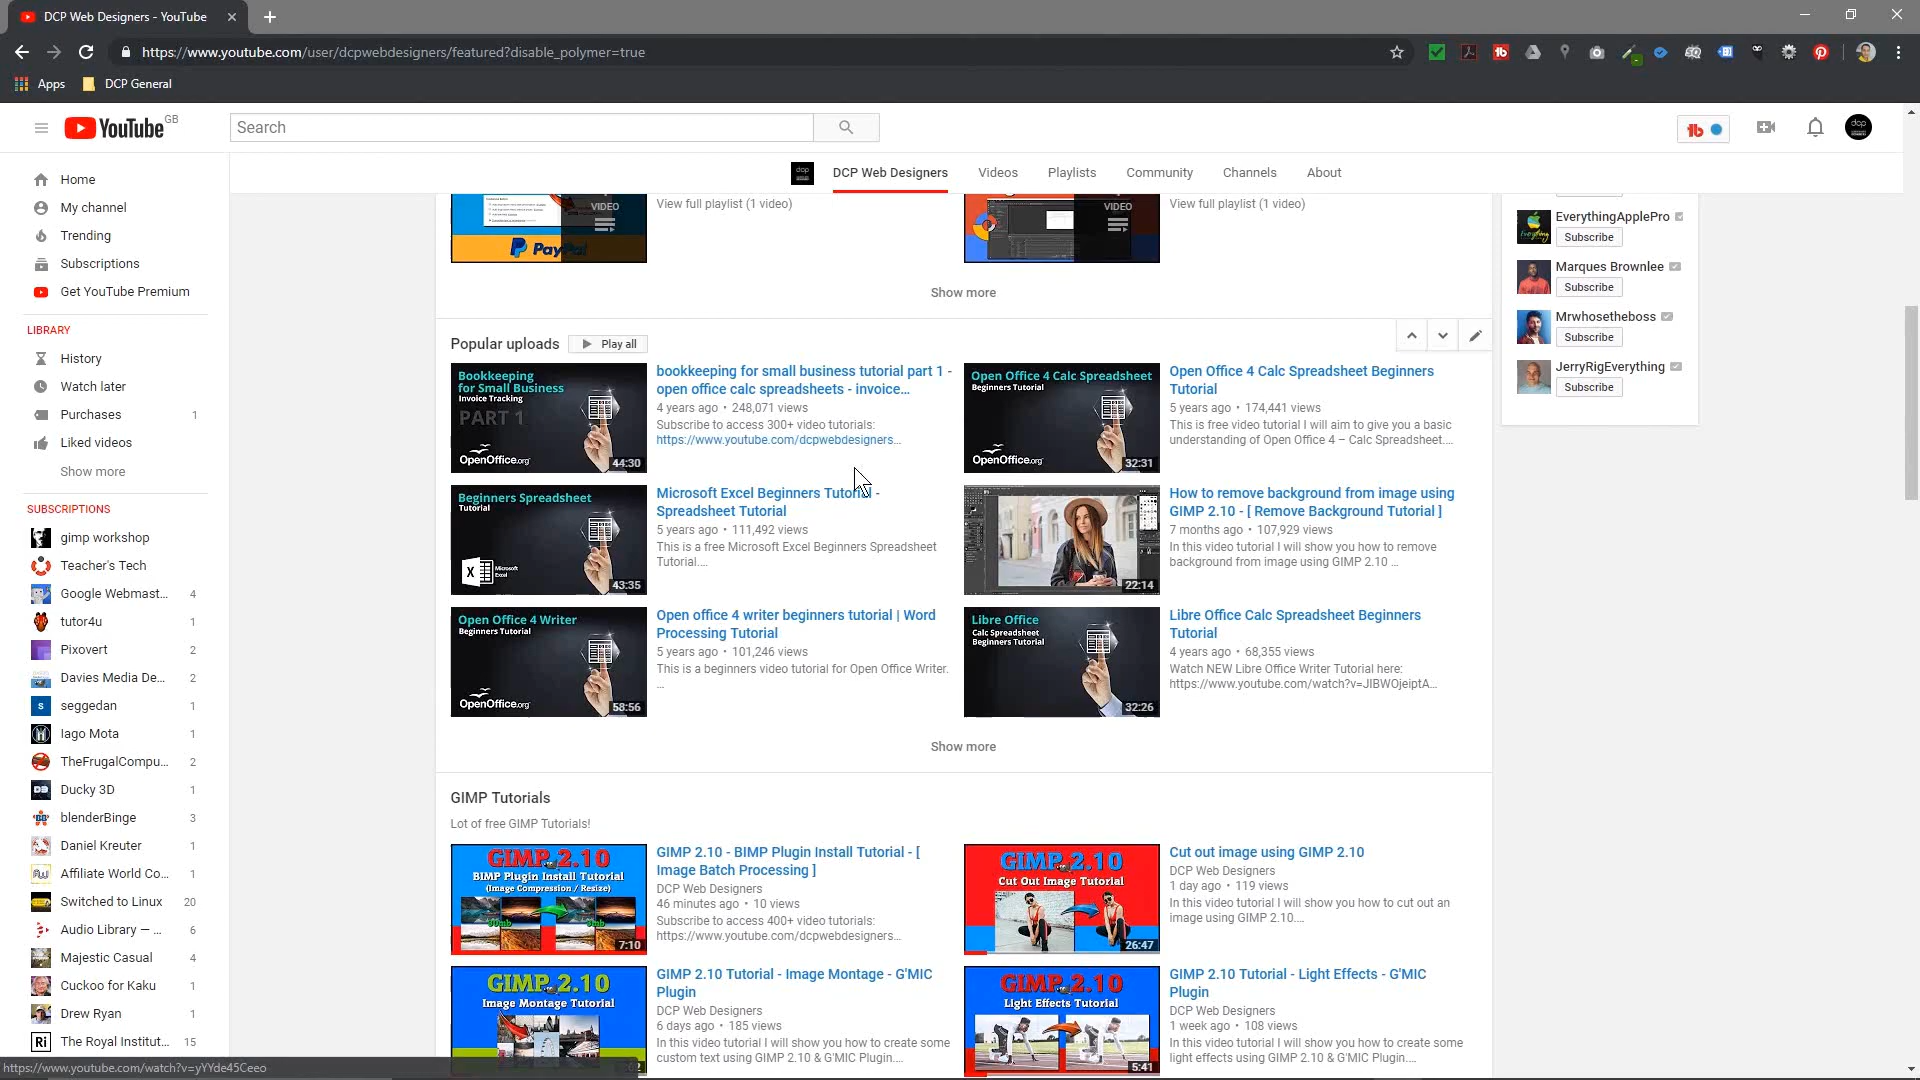 DCP Web Designers - YouTube
https://www.youtube.com/user/dcpwebdesigners/featured?disable_polymer=true
Apps
DCP General
YouTube GB
Search
DCP Web Designers
Videos
Playlists
Community
Channels
About
Home
My channel
Trending
Subscriptions
Get YouTube Premium
LIBRARY
History
Watch later
Purchases 1
Liked videos
Show more
SUBSCRIPTIONS
gimp workshop
Teacher's Tech
Google Webmast... 4
tutor4u 1
Pixovert 2
Davies Media De... 2
seggedan 1
Iago Mota 1
TheFrugalCompu... 2
Ducky 3D 1
blenderBinge 3
Daniel Kreuter 1
Affiliate World Co... 1
Switched to Linux 20
Audio Library — ... 6
Majestic Casual 4
Cuckoo for Kaku 1
Drew Ryan 1
Ri The Royal Institut... 15
https://www.youtube.com/watch?v=yYYde45Ceeo
VIDEO
PayPal
View full playlist (1 video)
VIDEO
View full playlist (1 video)
Show more
Popular uploads
Play all
Bookkeeping
for Small Business
Invoice Tracking
PART 1
OpenOffice.org
44:30
bookkeeping for small business tutorial part 1 -
open office calc spreadsheets - invoice...
4 years ago • 248,071 views
Subscribe to access 300+ video tutorials:
https://www.youtube.com/dcpwebdesigners...
Open Office 4 Calc Spreadsheet
Beginners Tutorial
OpenOffice.org
32:31
Open Office 4 Calc Spreadsheet Beginners
Tutorial
5 years ago • 174,441 views
This is free video tutorial I will aim to give you a basic
understanding of Open Office 4 – Calc Spreadsheet....
Beginners Spreadsheet
Tutorial
Microsoft
Excel
43:35
Microsoft Excel Beginners Tutorial -
Spreadsheet Tutorial
5 years ago • 111,492 views
This is a free Microsoft Excel Beginners Spreadsheet
Tutorial....
22:14
How to remove background from image using
GIMP 2.10 - [ Remove Background Tutorial ]
7 months ago • 107,929 views
In this video tutorial I will show you how to remove
background from image using GIMP 2.10 ...
Open Office 4 Writer
Beginners Tutorial
OpenOffice.org
58:56
Open office 4 writer beginners tutorial | Word
Processing Tutorial
5 years ago • 101,246 views
This is a beginners video tutorial for Open Office Writer.
...
Libre Office
Calc Spreadsheet
Beginners Tutorial
32:26
Libre Office Calc Spreadsheet Beginners
Tutorial
4 years ago • 68,355 views
Watch NEW Libre Office Writer Tutorial here:
https://www.youtube.com/watch?v=JIBWOjeiptA...
Show more
GIMP Tutorials
Lot of free GIMP Tutorials!
GIMP 2.10
BIMP Plugin Install Tutorial
(Image Compression / Resize)
7:10
GIMP 2.10 - BIMP Plugin Install Tutorial - [
Image Batch Processing ]
DCP Web Designers
46 minutes ago • 10 views
Subscribe to access 400+ video tutorials:
https://www.youtube.com/dcpwebdesigners...
GIMP 2.10
Cut Out Image Tutorial
26:47
Cut out image using GIMP 2.10
DCP Web Designers
1 day ago • 119 views
In this video tutorial I will show you how to cut out an
image using GIMP 2.10....
GIMP 2.10
Image Montage Tutorial
GIMP 2.10 Tutorial - Image Montage - G'MIC
Plugin
DCP Web Designers
6 days ago • 185 views
In this video tutorial I will show you how to create some
custom text using GIMP 2.10 & G'MIC Plugin....
GIMP 2.10
Light Effects Tutorial
5:41
GIMP 2.10 Tutorial - Light Effects - G'MIC
Plugin
DCP Web Designers
1 week ago • 108 views
In this video tutorial I will show you how to create some
light effects using GIMP 2.10 & G'MIC Plugin....
EverythingApplePro
Subscribe
Marques Brownlee
Subscribe
Mrwhosetheboss
Subscribe
JerryRigEverything
Subscribe